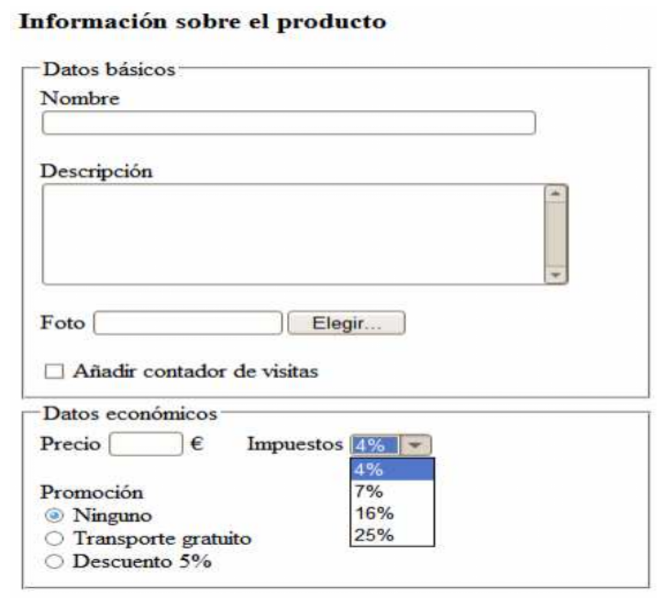 Información sobre el producto
Datos básicos
Nombre
Descripción
Foto Elegir...
Añadir contador de visitas
Datos económicos
Precio € Impuestos 4%
4%
7%
16%
25%
Promoción
Ninguno
Transporte gratuito
Descuento 5%